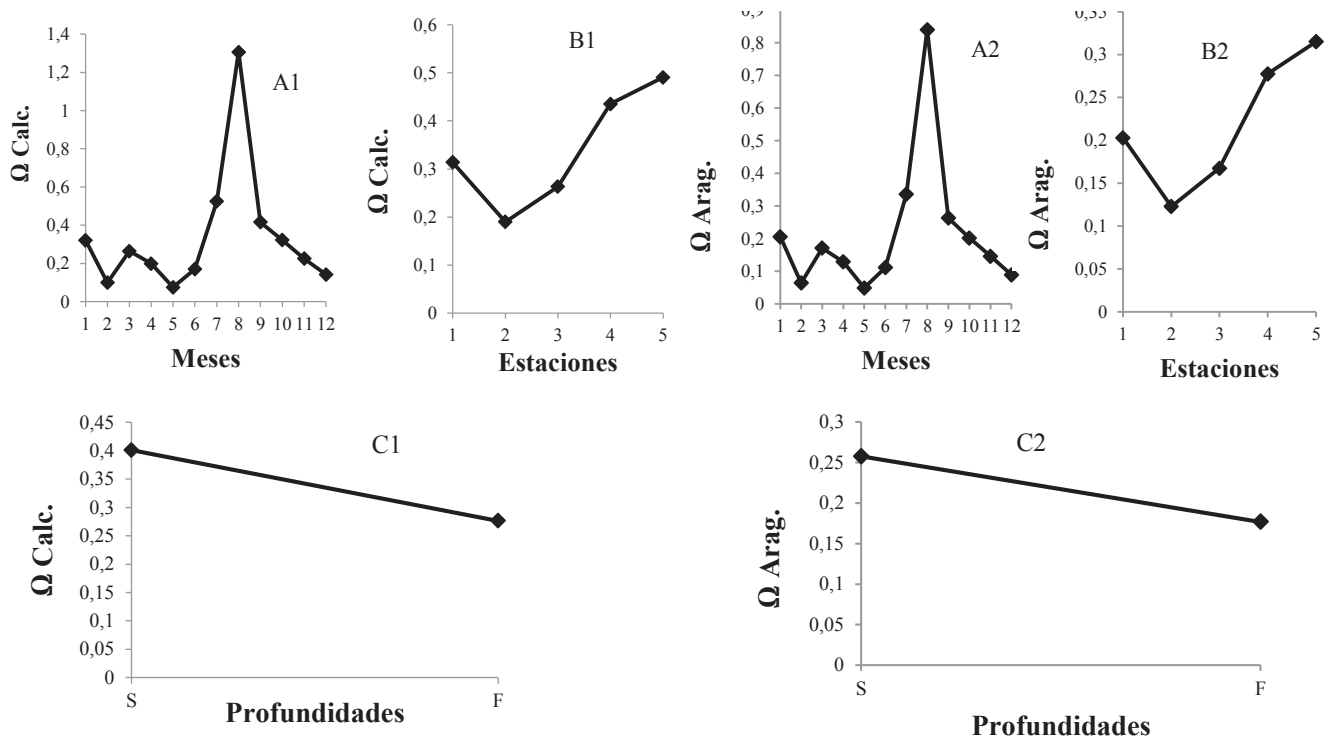 1,4
1,2
1
0,8
0,6
0,4
0,2
0
Ω Calc.
A1
1 2 3 4 5 6 7 8 9 10 11 12
Meses
0,6
0,5
0,4
0,3
0,2
0,1
0
Ω Calc.
B1
1 2 3 4 5
Estaciones
0,9
0,8
0,7
0,6
0,5
0,4
0,3
0,2
0,1
0
Ω Arag.
A2
1 2 3 4 5 6 7 8 9 10 11 12
Meses
0,35
0,3
0,25
0,2
0,15
0,1
0,05
0
Ω Arag.
B2
1 2 3 4 5
Estaciones
0,45
0,4
0,35
0,3
0,25
0,2
0,15
0,1
0,05
0
Ω Calc.
C1
S F
Profundidades
0,3
0,25
0,2
0,15
0,1
0,05
0
Ω Arag.
C2
S F
Profundidades